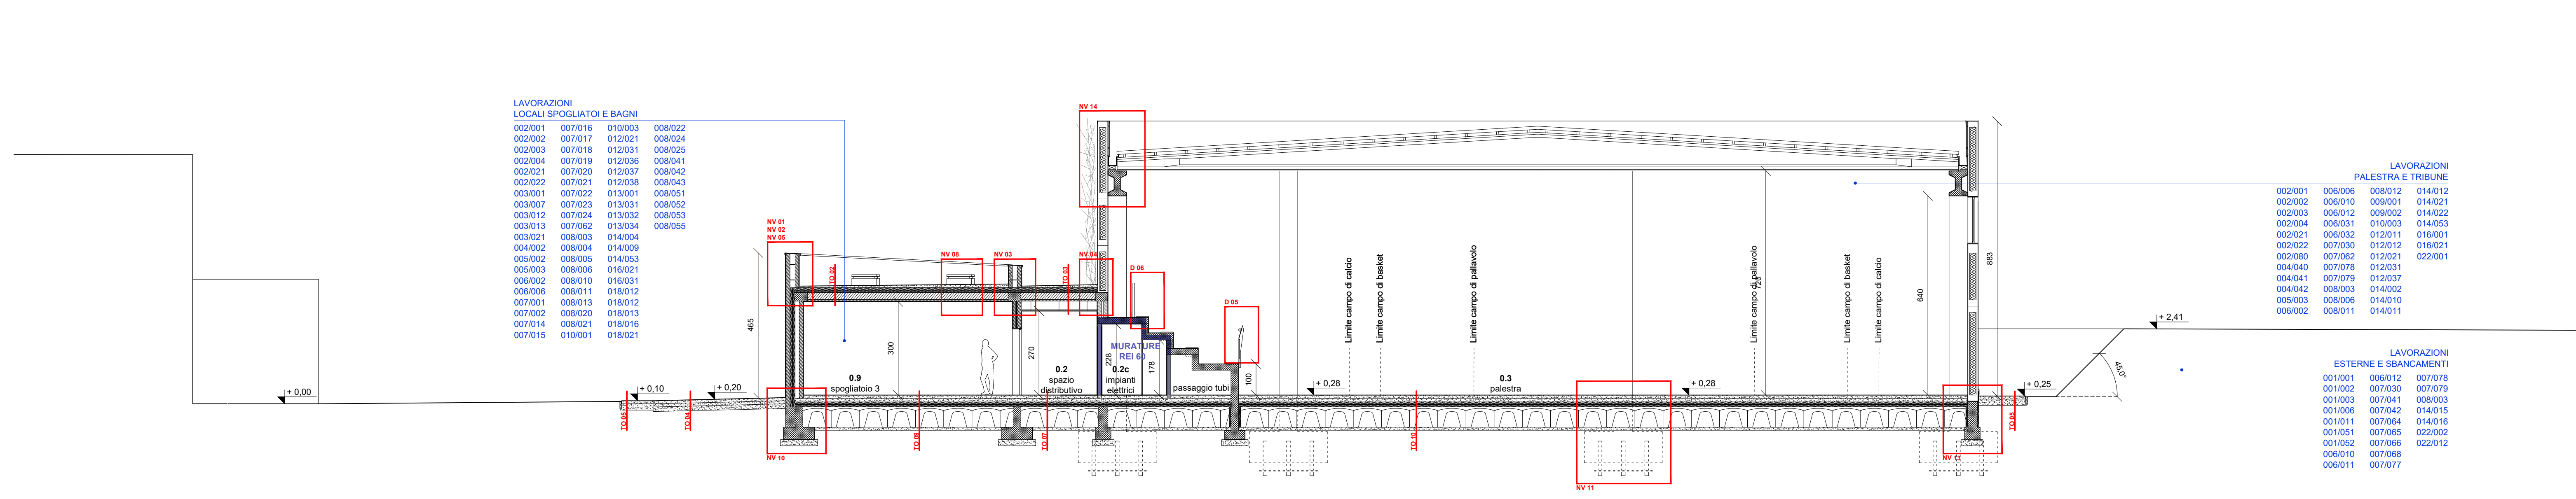 LAVORAZIONI
LOCALI SPOGLIATOI E BAGNI
002/001 007/016 010/003 008/022
002/002 007/017 012/021 008/024
002/003 007/018 012/031 008/025
002/004 007/019 012/036 008/041
002/021 007/020 012/037 008/042
002/022 007/021 012/038 008/043
003/001 007/022 013/001 008/051
003/007 007/023 013/031 008/052
003/012 007/024 013/032 008/053
003/013 007/062 013/034 008/055
003/021 008/003 014/004
004/002 008/004 014/009
005/002 008/005 014/053
005/003 008/006 016/021
006/002 008/010 016/031
006/006 008/011 018/012
007/001 008/013 018/012
007/002 008/020 018/013
007/014 008/021 018/016
007/015 010/001 018/021
NV 14
NV 01
NV 02
NV 05
NV 08
NV 03
NV 04
D 06
D 05
TO 02
TO 03
465
300
270
228
178
100
MURATURE
REI 60
0.9
spogliatoio 3
0.2
spazio
distributivo
0.2c
impianti
elettrici
passaggio tubi
Limite campo di calcio
Limite campo di basket
Limite campo di pallavolo
Limite campo di pallavolo
720
Limite campo di basket
Limite campo di calcio
640
883
+ 0,00
+ 0,10
+ 0,20
+ 0,28
0.3
palestra
+ 0,28
+ 0,25
+ 2,41
45,0°
TO 05
TO 04
NV 10
TO 09
TO 07
TO 10
NV 11
NV 12
TO 05
LAVORAZIONI
PALESTRA E TRIBUNE
002/001 006/006 008/012 014/012
002/002 006/010 009/001 014/021
002/003 006/012 009/002 014/022
002/004 006/031 010/003 014/053
002/021 006/032 012/011 016/001
002/022 007/030 012/012 016/021
002/080 007/062 012/021 022/001
004/040 007/078 012/031
004/041 007/079 012/037
004/042 008/003 014/002
005/003 008/006 014/010
006/002 008/011 014/011
LAVORAZIONI
ESTERNE E SBANCAMENTI
001/001 006/012 007/078
001/002 007/030 007/079
001/003 007/041 008/003
001/006 007/042 014/015
001/011 007/064 014/016
001/051 007/065 022/002
001/052 007/066 022/012
006/010 007/068
006/011 007/077